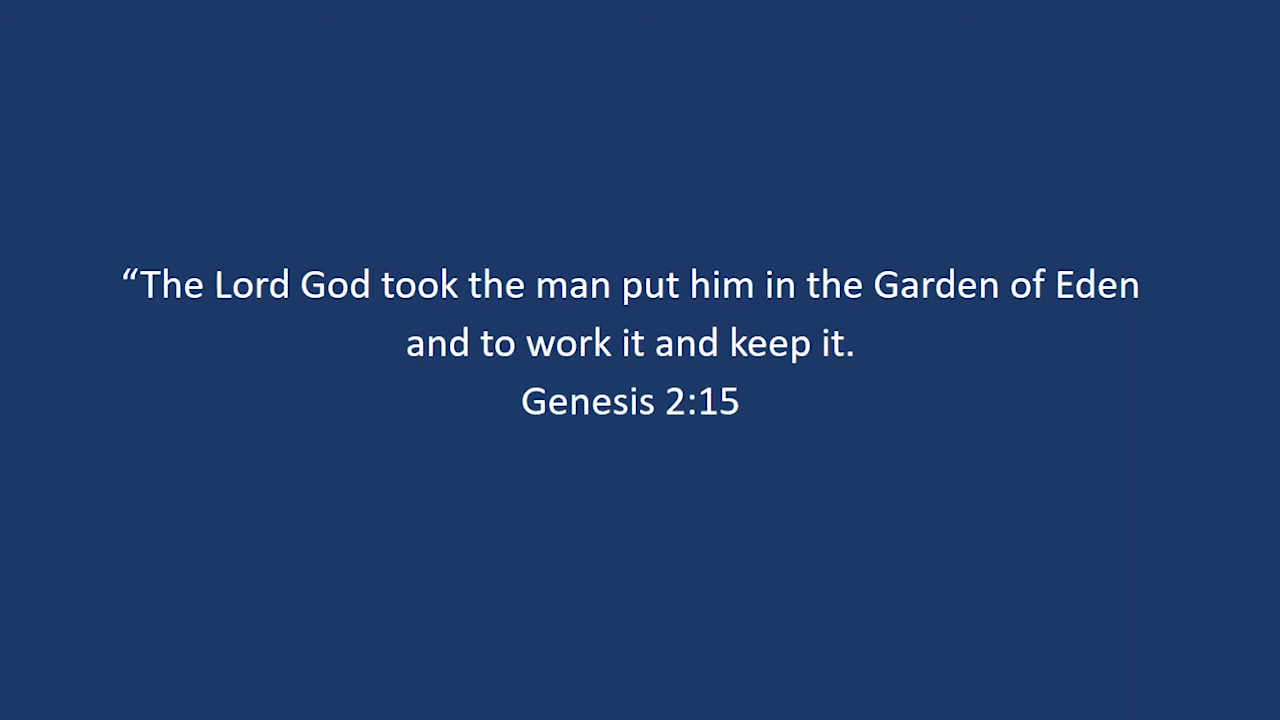 “The Lord God took the man put him in the Garden of Eden
and to work it and keep it.
Genesis 2:15